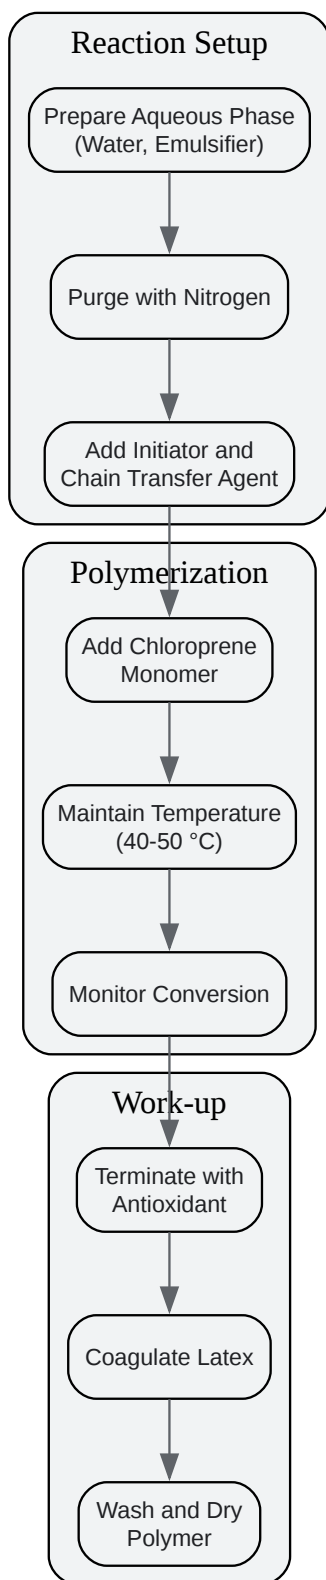 Reaction Setup
Prepare Aqueous Phase
(Water, Emulsifier)
Purge with Nitrogen
Add Initiator and
Chain Transfer Agent
Polymerization
Add Chloroprene
Monomer
Maintain Temperature
(40-50 °C)
Monitor Conversion
Work-up
Terminate with
Antioxidant
Coagulate Latex
Wash and Dry
Polymer